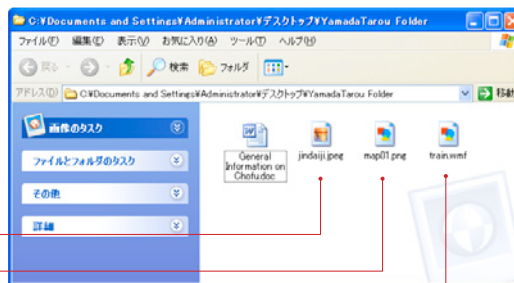 C:¥Documents and Settings¥Administrator¥デスクトップ¥YamadaTarou Folder
ファイル(F) 編集(E) 表示(V) お気に入り(A) ツール(T) ヘルプ(H)
戻る 検索 フォルダ
アドレス(D) C:¥Documents and Settings¥Administrator¥デスクトップ¥YamadaTarou Folder 移動
画像のタスク
ファイルとフォルダのタスク
その他
詳細
General
Information on
Chofu.doc
jindaiji.jpeg
map01.png
train.wmf